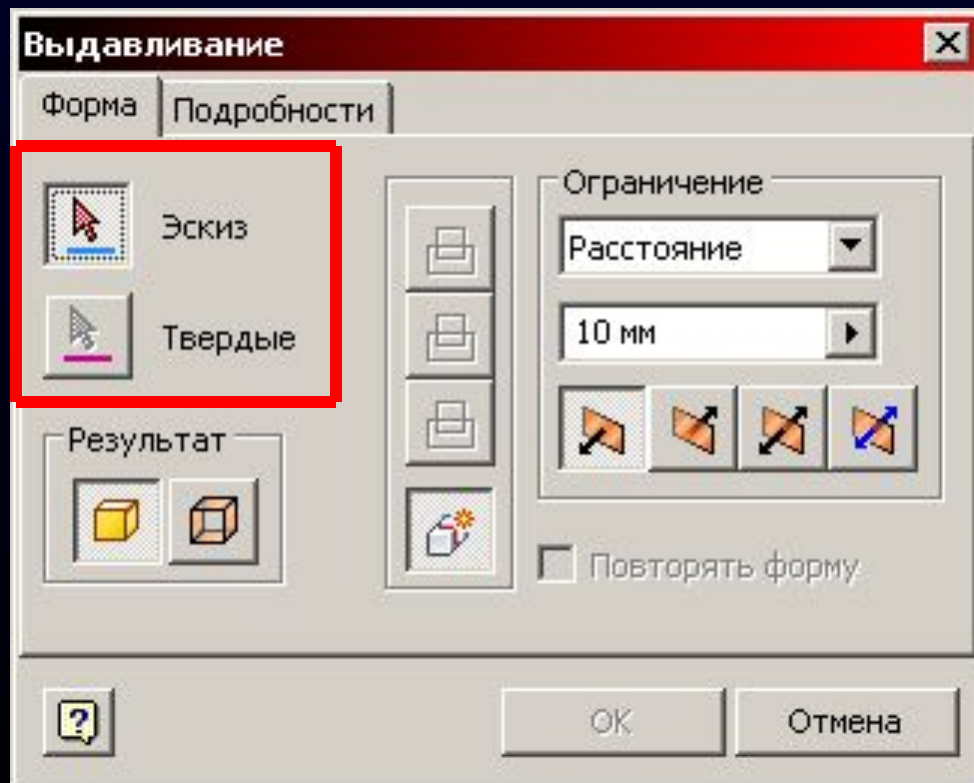 Выдавливание
Форма
Подробности
Эскиз
Твердые
Результат
Ограничение
Расстояние
10 мм
Повторять форму
?
OK
Отмена